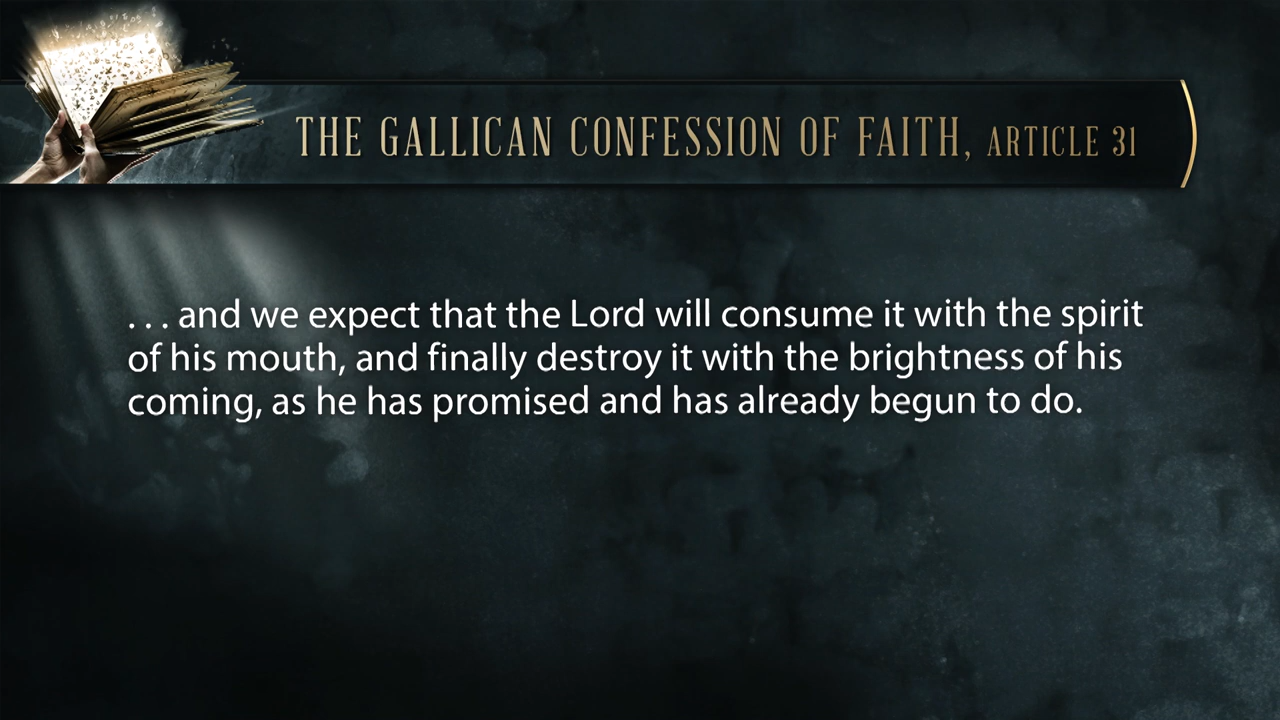 THE GALLICAN CONFESSION OF FAITH, ARTICLE 31
. . . and we expect that the Lord will consume it with the spirit
of his mouth, and finally destroy it with the brightness of his
coming, as he has promised and has already begun to do.